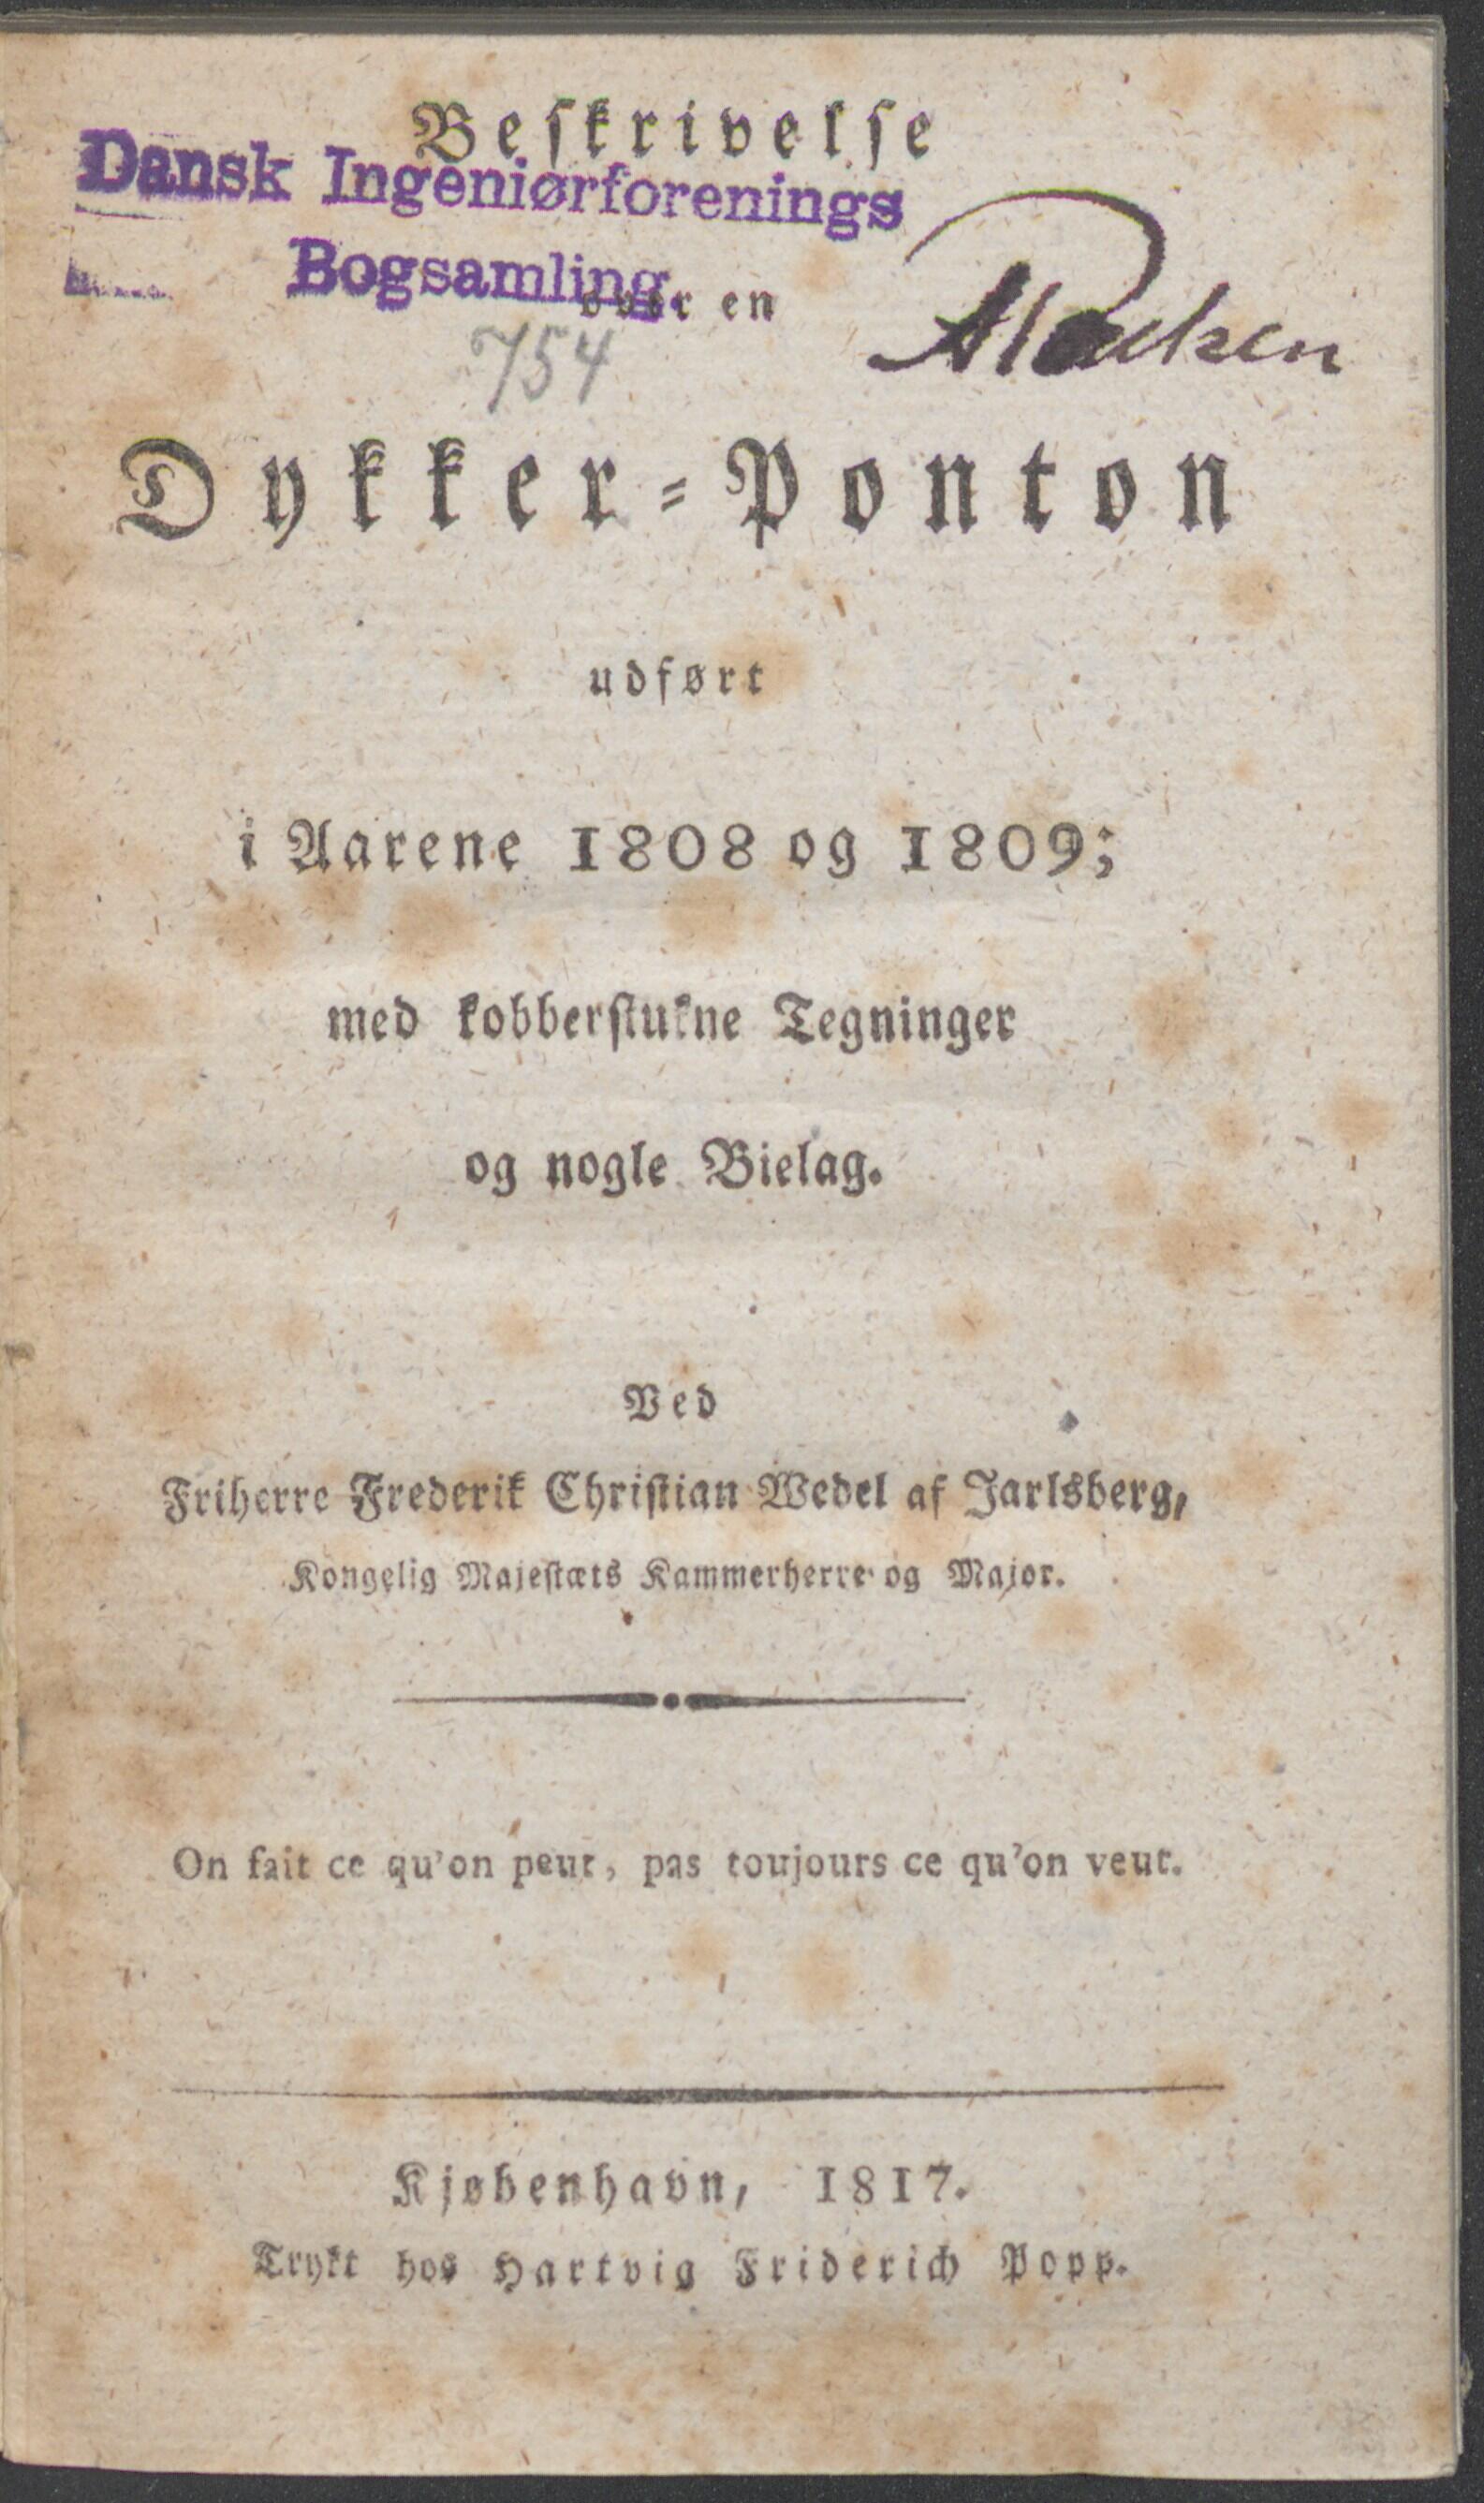 Beskrivelse
Dansk Ingeniørforenings
Bogsamling.
over en
754
Dykker-Ponton
udført
i Aarene 1808 og 1809;
med kobberstukne Tegninger
og nogle Bielag.
Ved
Friherre Frederik Christian Wedel af Jarlsberg,
Kongelig Majestæts Kammerherre og Major.
On fait ce qu'on peut, pas toujours ce qu'on veut.
Kjøbenhavn, 1817.
Trykt hos Hartvig Friderich Popp.